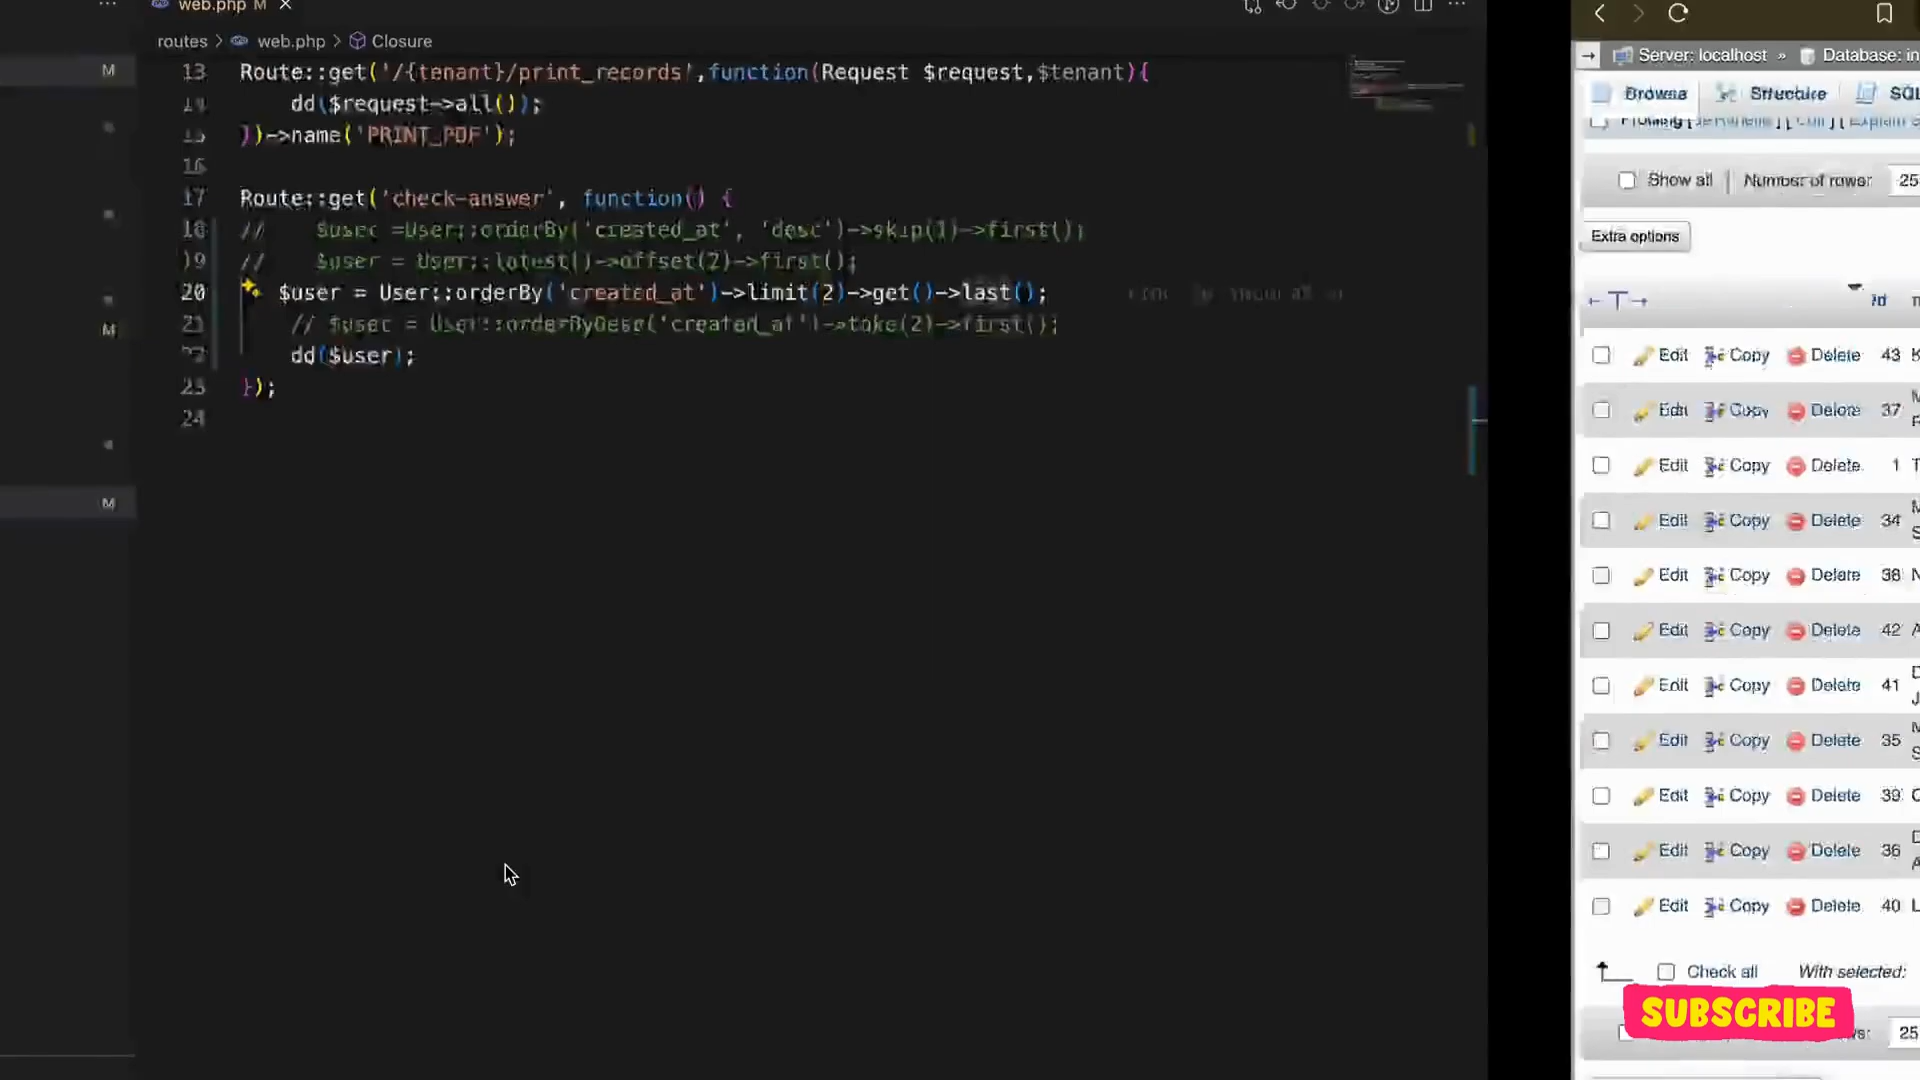 web.php M
routes > web.php > Closure
13 Route::get('/{tenant}/print_records',function(Request $request,$tenant){
14 dd($request->all());
15 })->name('PRINT_PDF');
16
17 Route::get('check-answer', function() {
18 // $user =User::orderBy('created_at', 'desc')->skip(1)->first();
19 // $user = User::latest()->offset(2)->first();
20 $user = User::orderBy('created_at')->limit(2)->get()->last();
21 // $user = User::orderByDesc('created_at')->take(2)->first();
22 dd($user);
23 });
24
M
M
M
Server: localhost » Database: in
Browse Structure SQL
Show all Number of rows: 25
Extra options
←T→ id
Edit Copy Delete 43 K
Edit Copy Delete 37
Edit Copy Delete 1 T
Edit Copy Delete 34
Edit Copy Delete 38 N
Edit Copy Delete 42 A
Edit Copy Delete 41
Edit Copy Delete 35
Edit Copy Delete 39 C
Edit Copy Delete 36
Edit Copy Delete 40 L
Check all With selected:
SUBSCRIBE
25